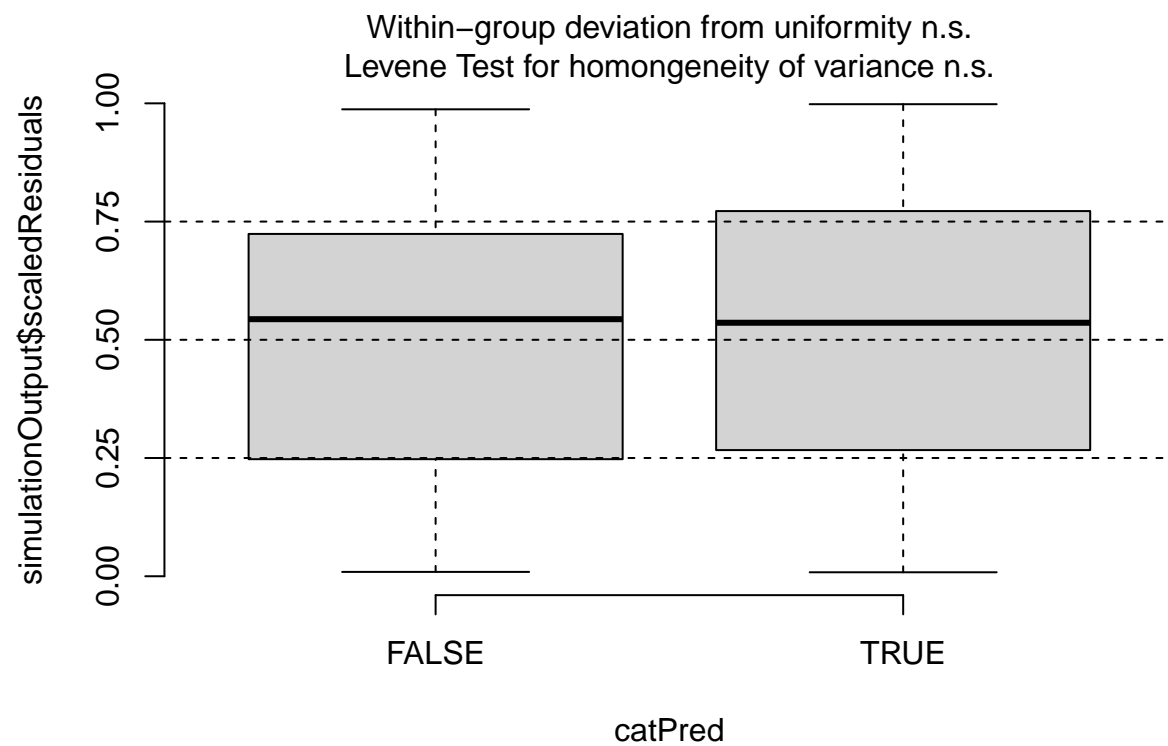 Within−group deviation from uniformity n.s.
Levene Test for homongeneity of variance n.s.
simulationOutput$scaledResiduals
1.00
0.75
0.50
0.25
0.00
FALSE
TRUE
catPred